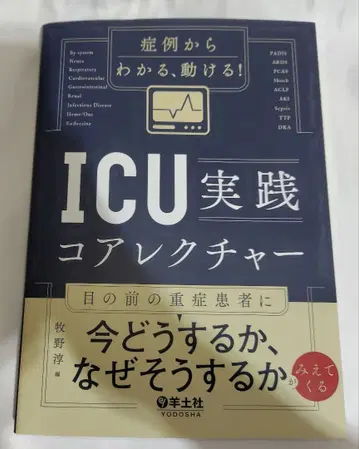 症例から
わかる、動ける!
By system
Neuro
Respiratory
Cardiovascular
Gastrointestinal
Renal
Infectious Disease
Heme/Onc
Endocrine
PADIS
ARDS
PCAS
Shock
ACLF
AKI
Sepsis
TTP
DKA
ICU実践
コアレクチャー
目の前の重症患者に
今どうするか、
なぜそうするかが
みえて
くる
牧野淳 編
羊土社
YODOSHA